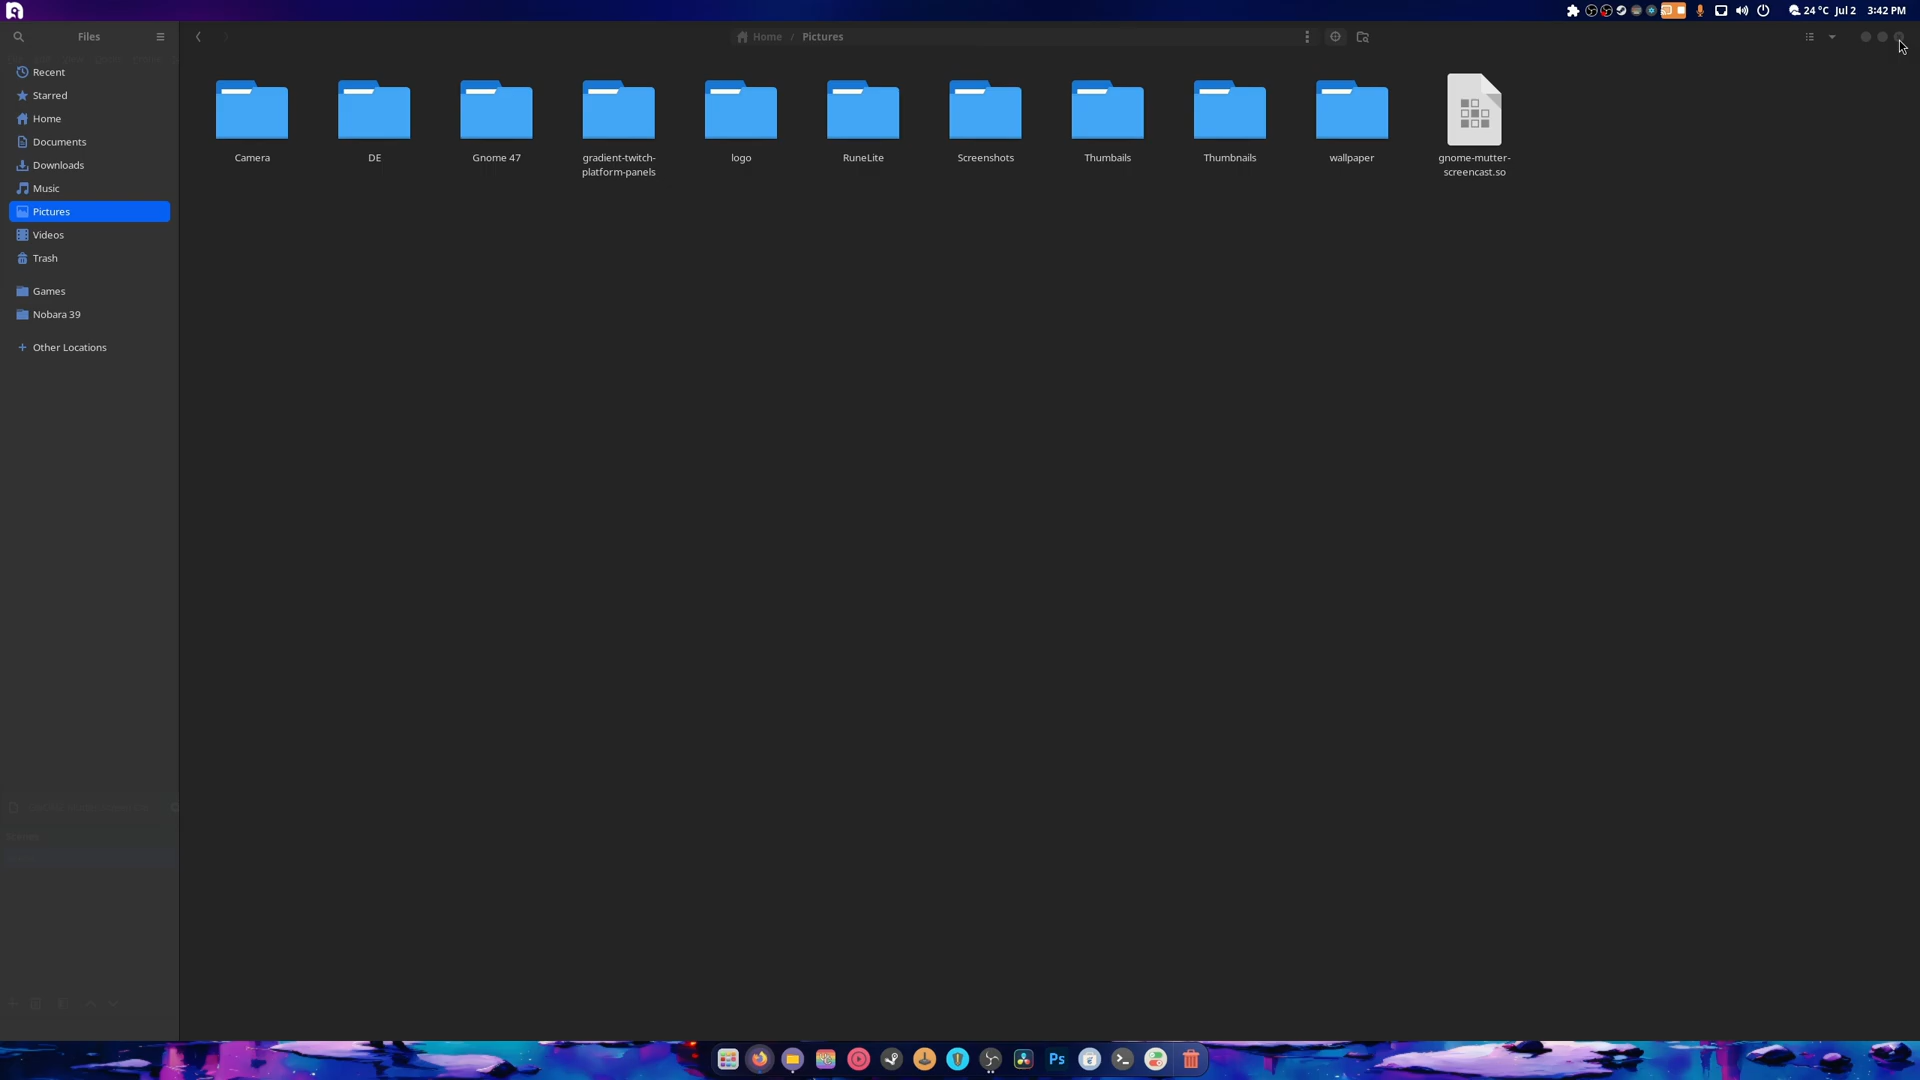 24 °C Jul 2 3:42 PM
Files
Home / Pictures
Recent
Starred
Home
Documents
Downloads
Music
Pictures
Videos
Trash
Games
Nobara 39
Other Locations
Camera
DE
Gnome 47
gradient-twitch-
platform-panels
logo
RuneLite
Screenshots
Thumbails
Thumbnails
wallpaper
gnome-mutter-
screencast.so
Ps